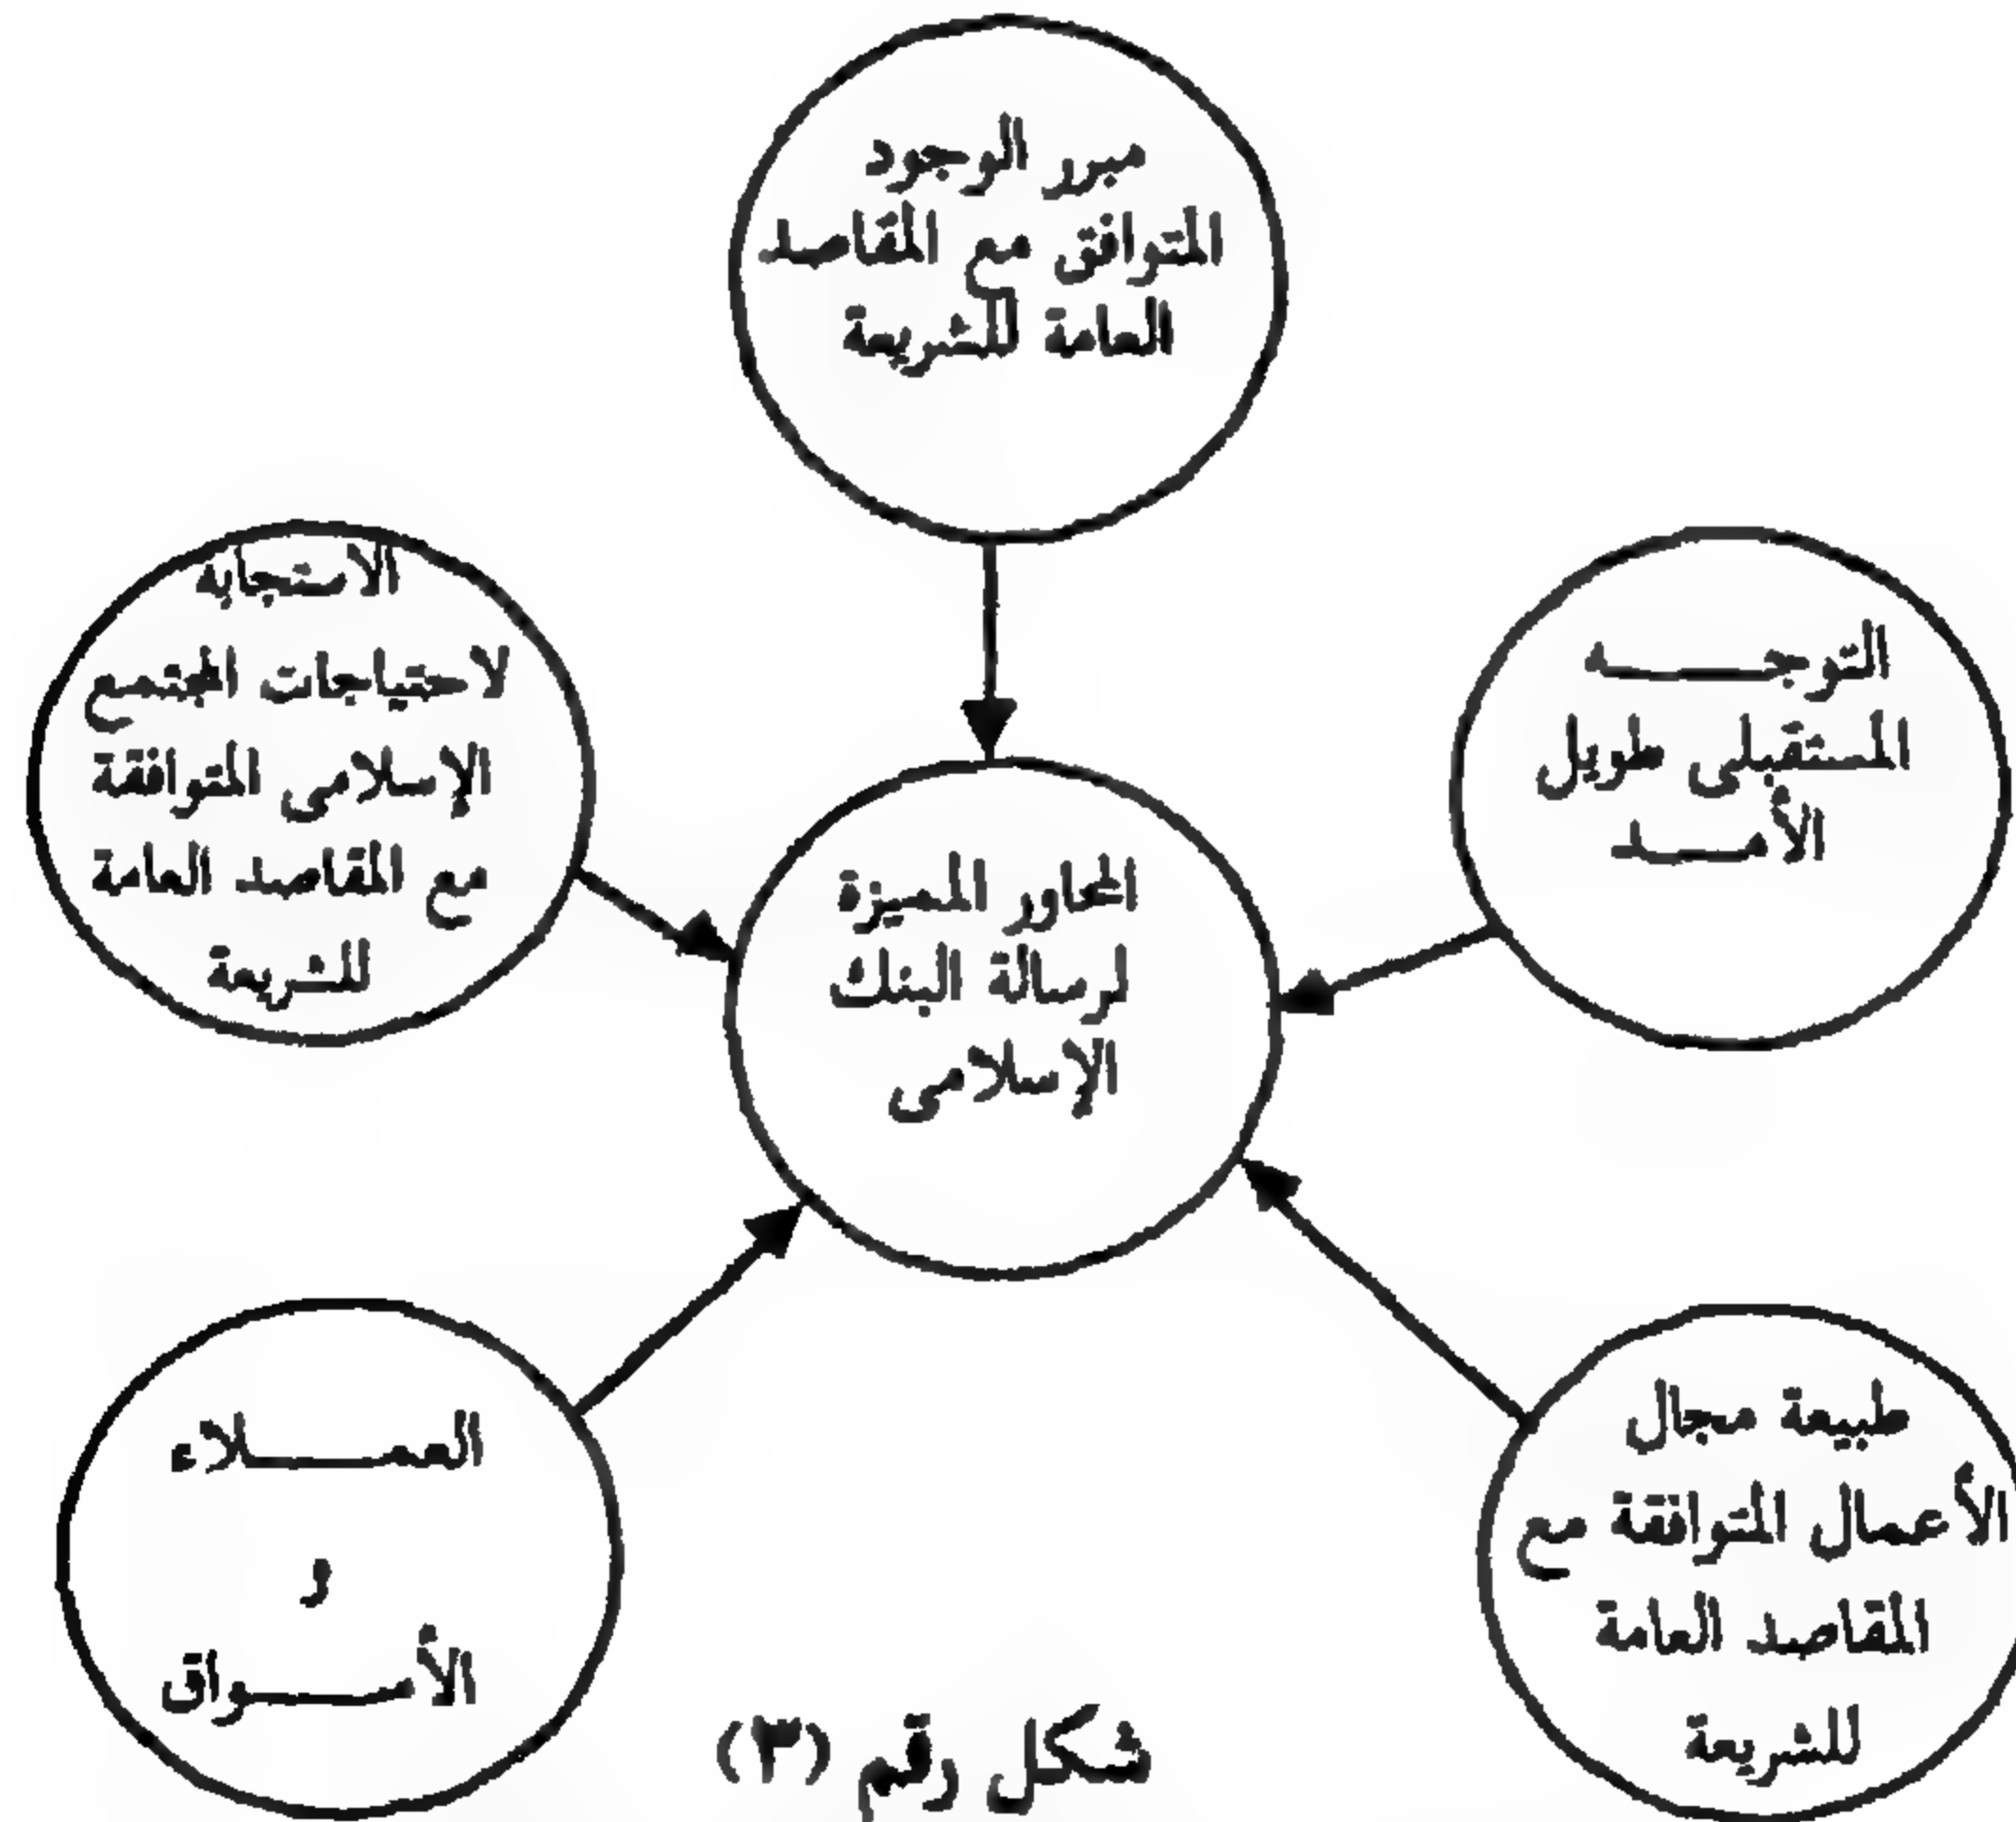 مبرر الوجود
المتوافق مع المقاصد
العامة للشريعة
التوجه
المستقبلى طويل
الأمد
الاستجابة
لاحتياجات المجتمع
الإسلامى المتوافقة
مع المقاصد العامة
للشريعة
المحاور المميزة
لرسالة البنك
الإسلامى
طبيعة مجال
الأعمال المتوافقة مع
المقاصد العامة
للشريعة
العملاء
و
الأسواق
شكل رقم (٣)